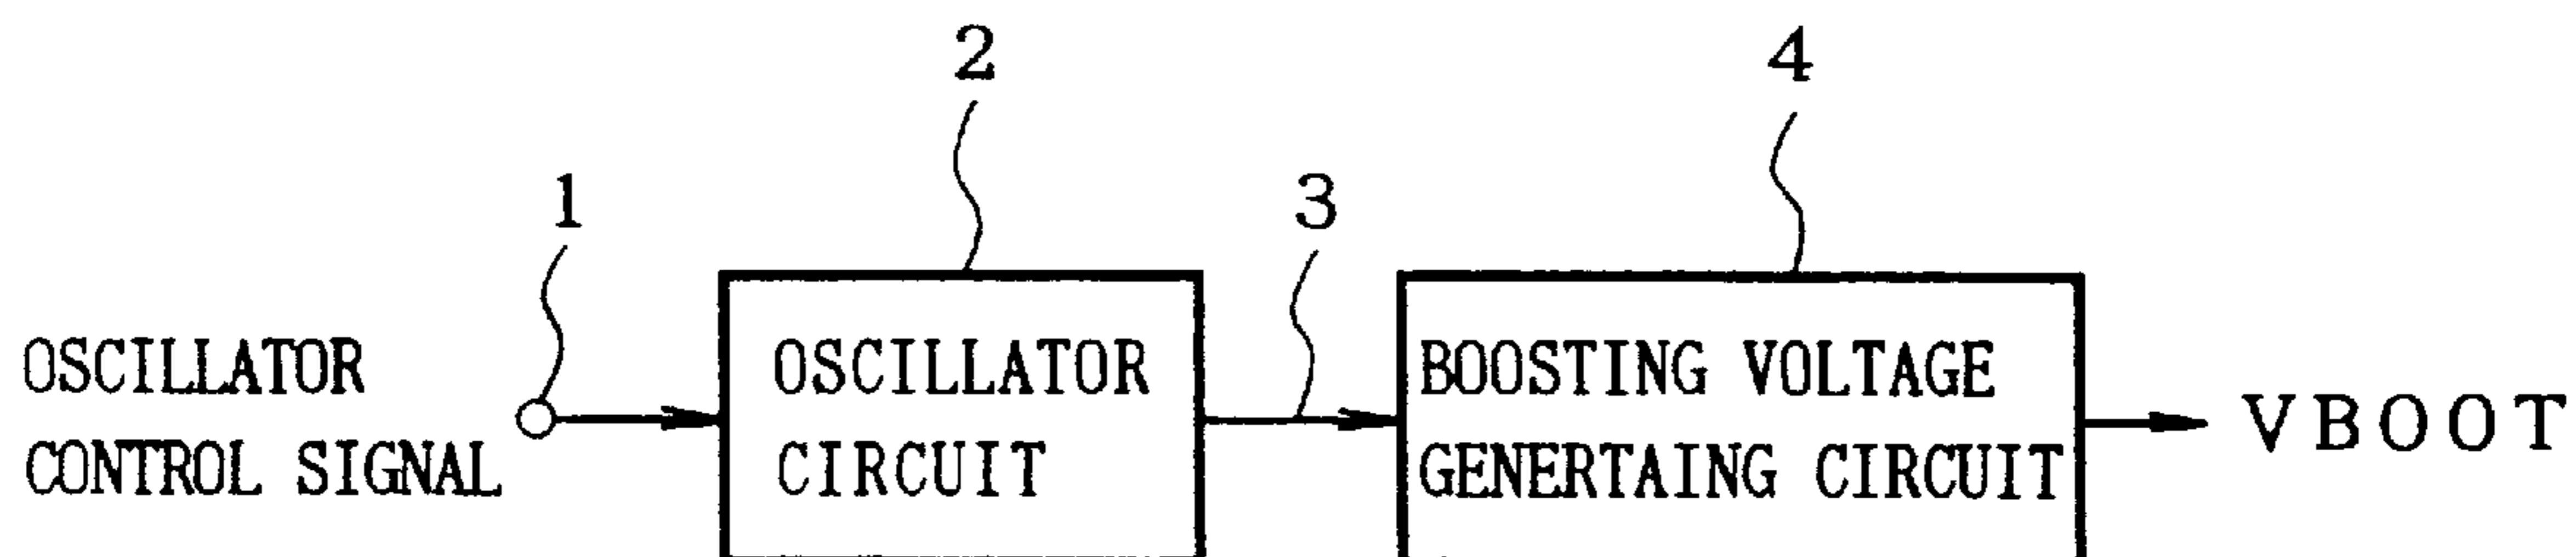 2
4
1
3
OSCILLATOR
CONTROL SIGNAL
OSCILLATOR
CIRCUIT
BOOSTING VOLTAGE
GENERTAING CIRCUIT
VBOOT